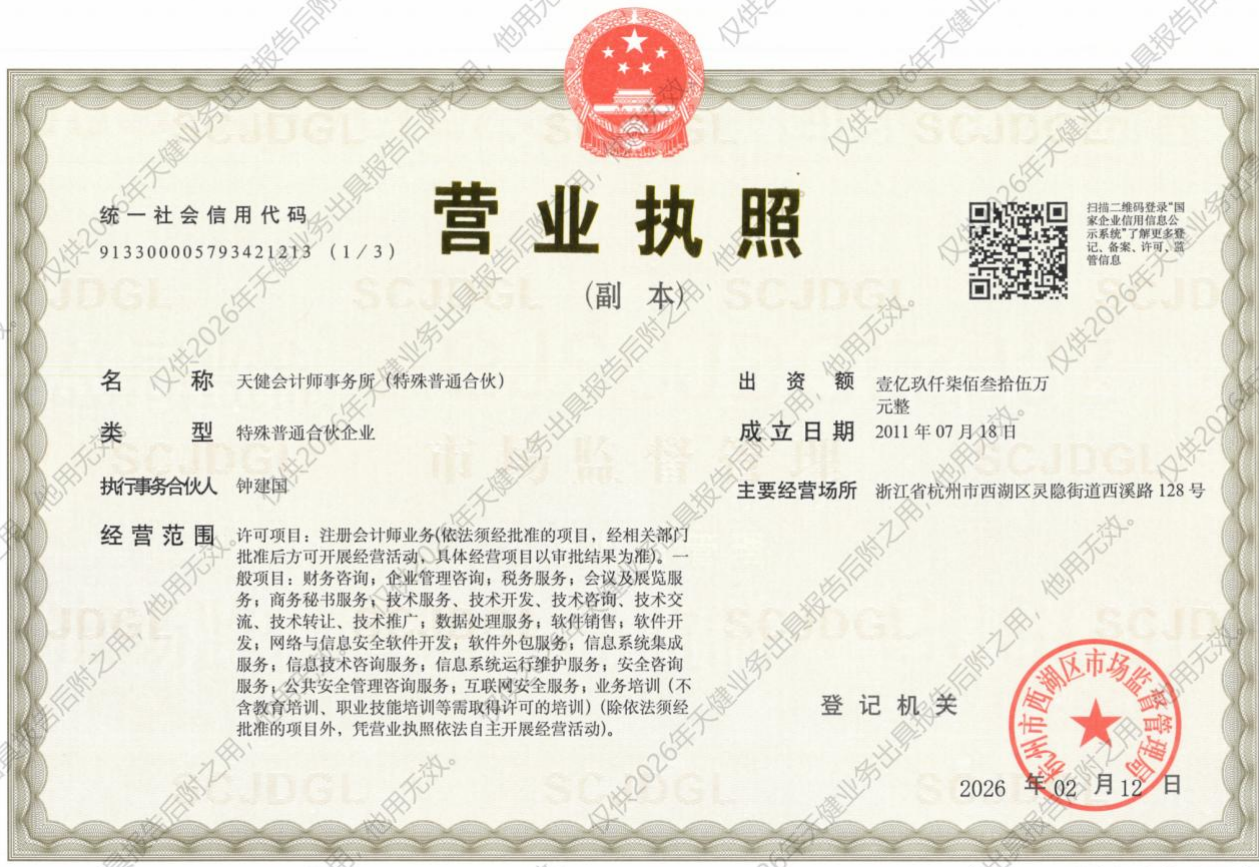 营业执照
(副 本)
统一社会信用代码
913300005793421213 (1/3)
扫描二维码登录“国
家企业信用信息公
示系统”了解更多登
记、备案、许可、监
管信息
名 称 天健会计师事务所（特殊普通合伙）
类 型 特殊普通合伙企业
执行事务合伙人 钟建国
经营范围 许可项目：注册会计师业务(依法须经批准的项目，经相关部门
批准后方可开展经营活动，具体经营项目以审批结果为准)。一
般项目：财务咨询；企业管理咨询；税务服务；会议及展览服
务；商务秘书服务；技术服务、技术开发、技术咨询、技术交
流、技术转让、技术推广；数据处理服务；软件销售；软件开
发；网络与信息安全软件开发；软件外包服务；信息系统集成
服务；信息技术咨询服务；信息系统运行维护服务；安全咨询
服务；公共安全管理咨询服务；互联网安全服务；业务培训（不
含教育培训、职业技能培训等需取得许可的培训）(除依法须经
批准的项目外，凭营业执照依法自主开展经营活动)。
出 资 额 壹亿玖仟柒佰叁拾伍万
元整
成立日期 2011年07月18日
主要经营场所 浙江省杭州市西湖区灵隐街道西溪路128号
登记机关
杭州市西湖区市场监督管理局
2026 年 02 月 12 日
仅供2026年天健业务出具报告后附之用，他用无效。
SCJDGL
市场监督管理